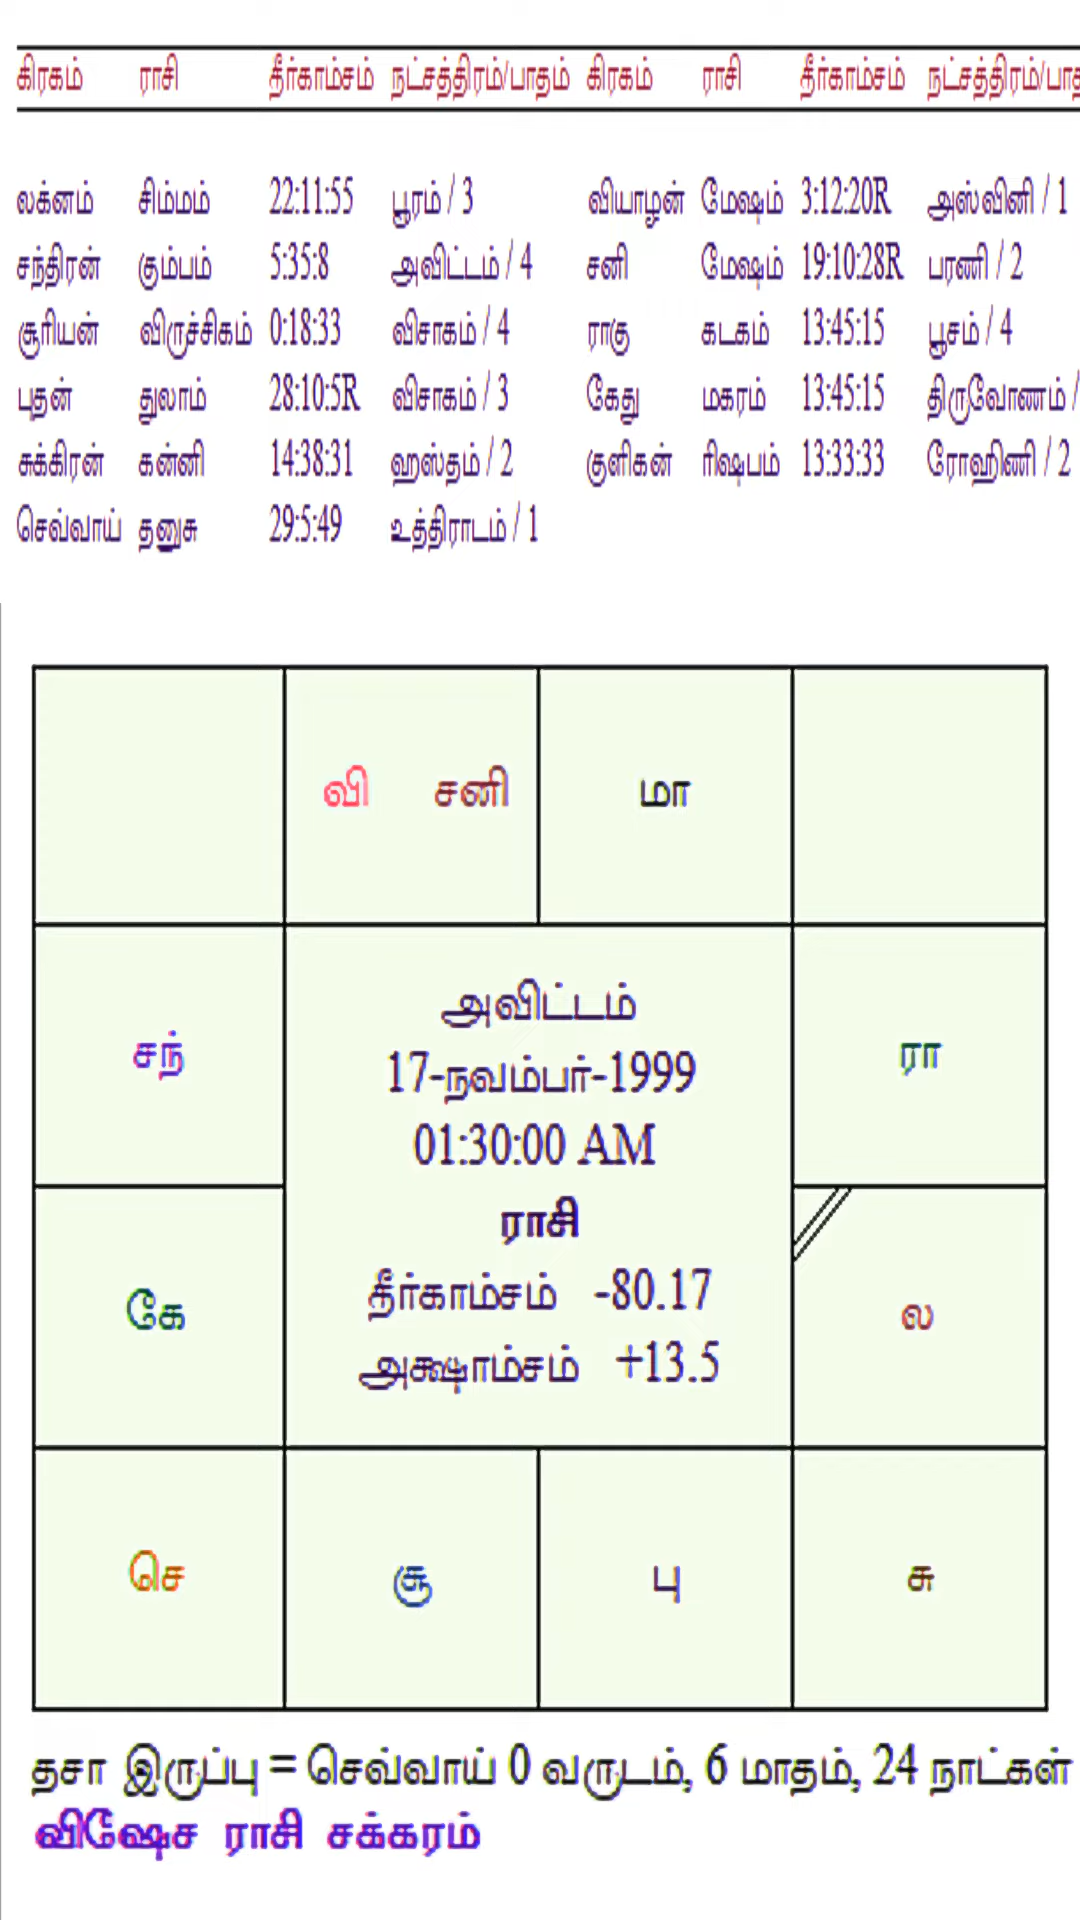 கிரகம் ராசி தீர்காம்சம் நட்சத்திரம்/பாதம் கிரகம் ராசி தீர்காம்சம் நட்சத்திரம்/பாத
லக்னம் சிம்மம் 22:11:55 பூரம் / 3 வியாழன் மேஷம் 3:12:20R அஸ்வினி / 1
சந்திரன் கும்பம் 5:35:8 அவிட்டம் / 4 சனி மேஷம் 19:10:28R பரணி / 2
சூரியன் விருச்சிகம் 0:18:33 விசாகம் / 4 ராகு கடகம் 13:45:15 பூசம் / 4
புதன் துலாம் 28:10:5R விசாகம் / 3 கேது மகரம் 13:45:15 திருவோணம் /
சுக்கிரன் கன்னி 14:38:31 ஹஸ்தம் / 2 குளிகன் ரிஷபம் 13:33:33 ரோஹிணி / 2
செவ்வாய் தனுசு 29:5:49 உத்திராடம் / 1
வி சனி மா
அவிட்டம்
சந் 17-நவம்பர்-1999 ரா
01:30:00 AM
ராசி
தீர்காம்சம் -80.17
கே ல
அக்ஷாம்சம் +13.5
செ சூ பு சு
தசா இருப்பு = செவ்வாய் 0 வருடம், 6 மாதம், 24 நாட்கள்
விஷேச ராசி சக்கரம்